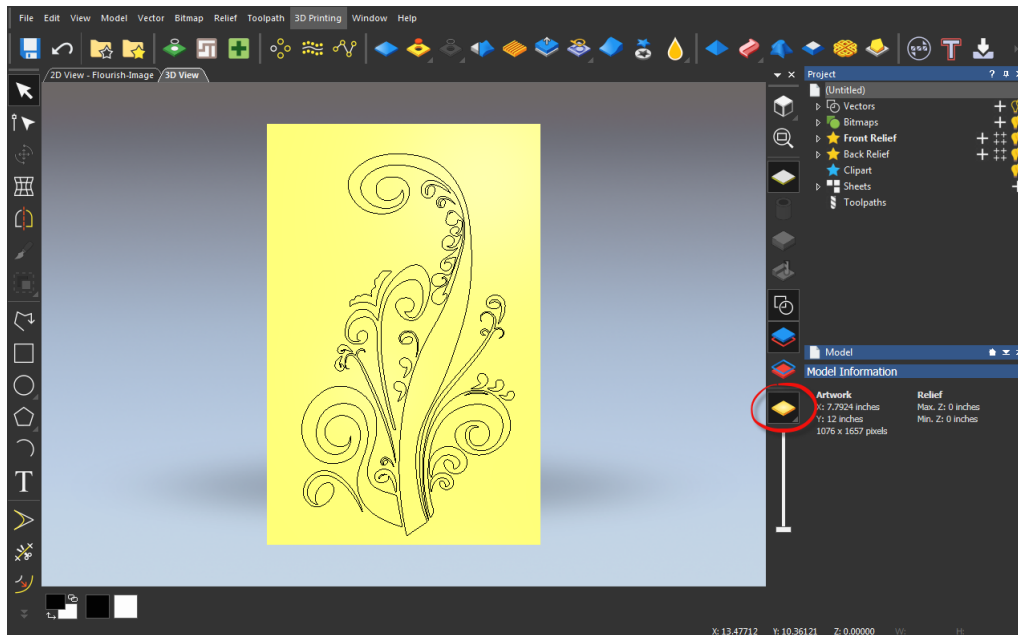 File Edit View Model Vector Bitmap Relief Toolpath 3D Printing Window Help
2D View - Flourish-Image 3D View
Project
(Untitled)
Vectors
Bitmaps
Front Relief
Back Relief
Clipart
Sheets
Toolpaths
Model
Model Information
Artwork Relief
X: 7.7924 inches Max. Z: 0 inches
Y: 12 inches Min. Z: 0 inches
1076 x 1657 pixels
T
X: 13.47712 Y: 10.36121 Z: 0.00000 W: H: